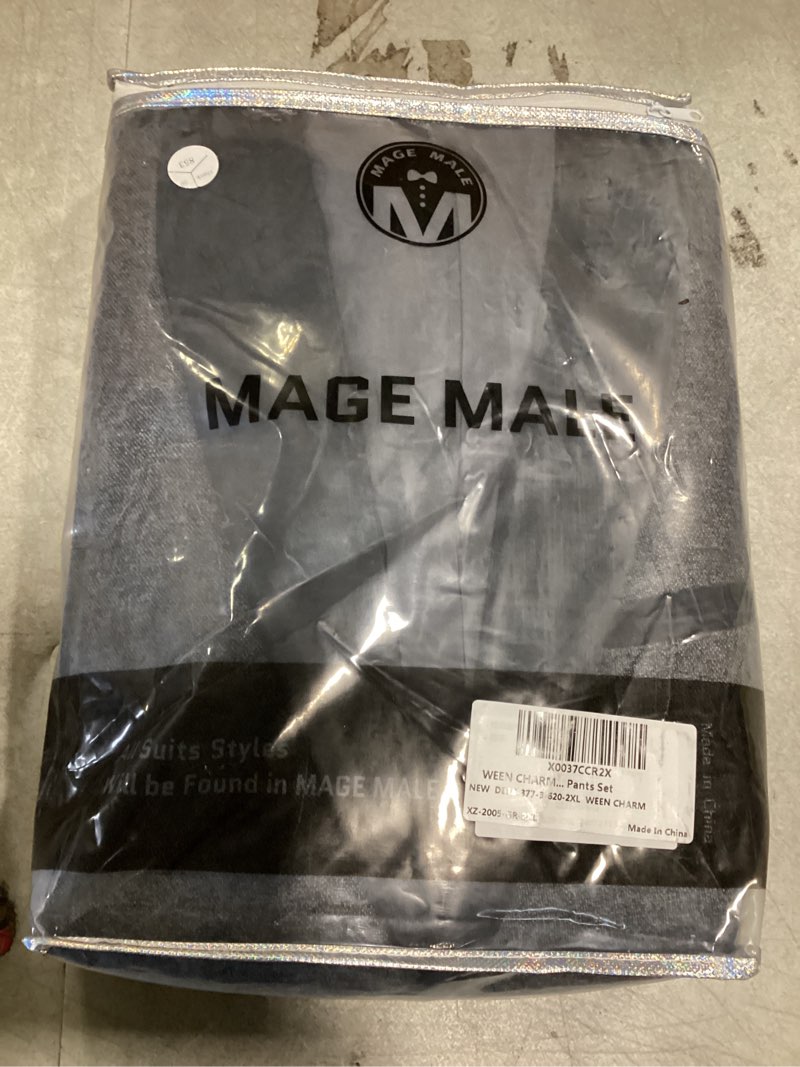 MAGE MALE
M
MAGE MALE
Suits Styles
be Found in MAGE MALE
Made in China
X0037CCR2X
WEEN CHARM... Pants Set
NEW WEEN CHARM
Made In China